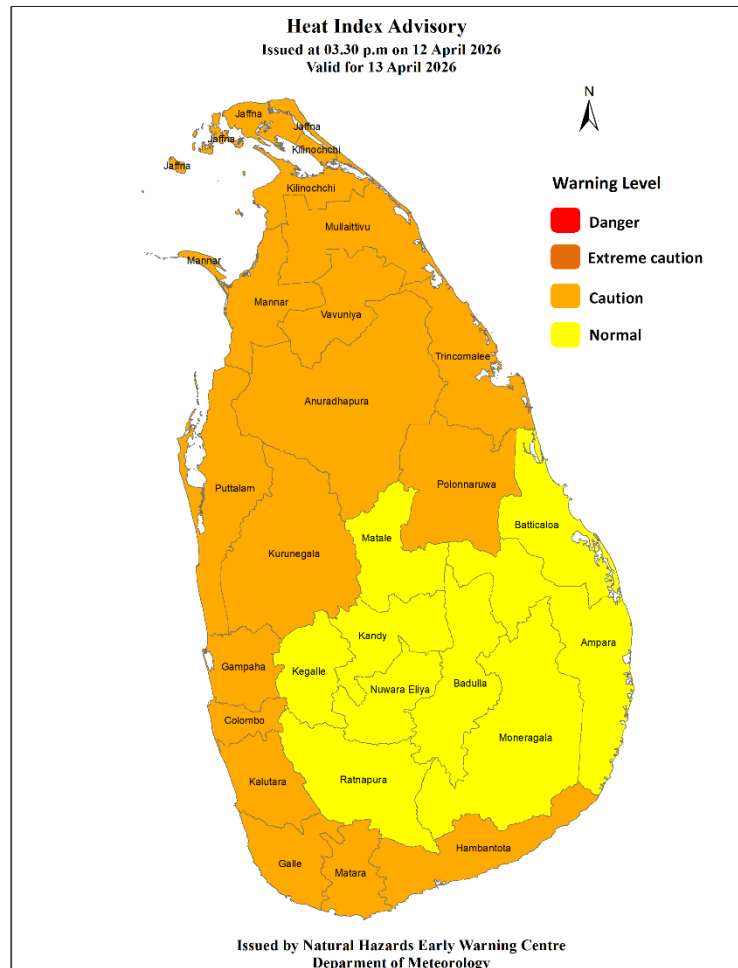 Heat Index Advisory
Issued at 03.30 p.m on 12 April 2026
Valid for 13 April 2026
N
Warning Level
Danger
Extreme caution
Caution
Normal
Jaffna
Jaffna
Jaffna
Kilinochchi
Jaffna
Kilinochchi
Mullaittivu
Mannar
Mannar
Vavuniya
Trincomalee
Anuradhapura
Puttalam
Polonnaruwa
Batticaloa
Matale
Kurunegala
Kandy
Ampara
Gampaha
Kegalle
Nuwara Eliya
Badulla
Colombo
Moneragala
Kalutara
Ratnapura
Hambantota
Galle
Matara
Issued by Natural Hazards Early Warning Centre
Deparment of Meteorology